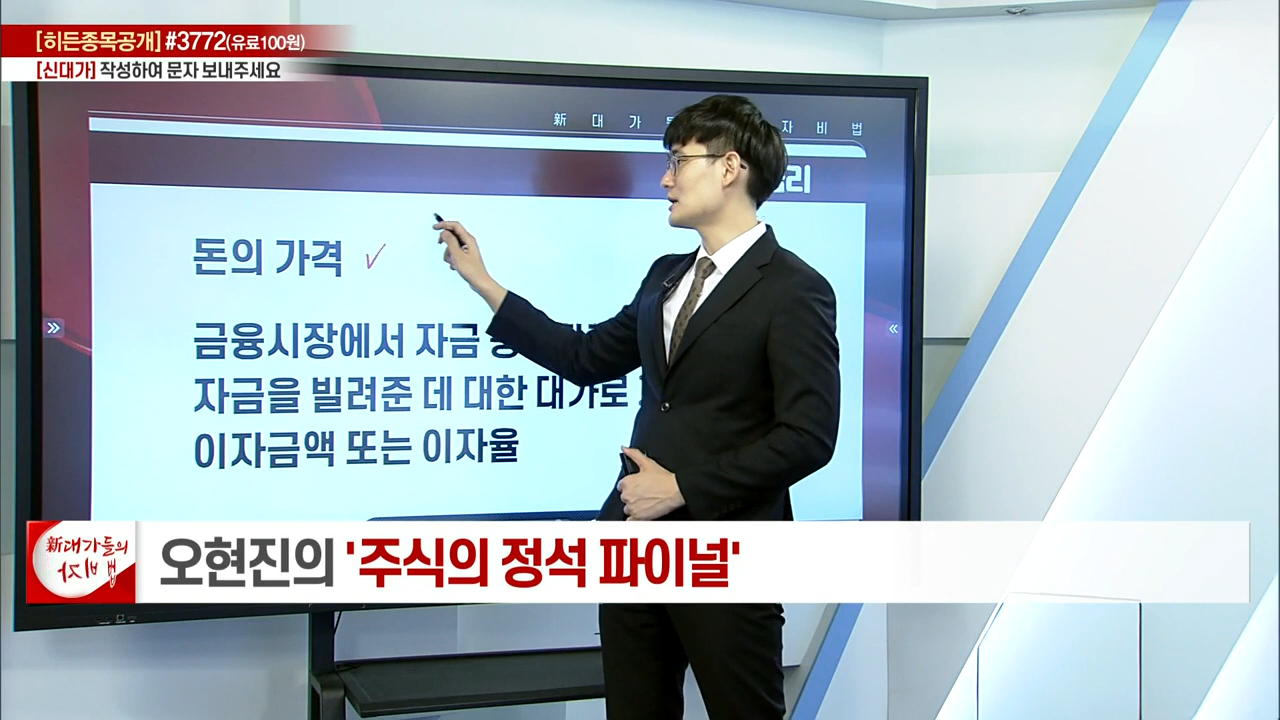 [히든종목공개] #3772(유료100원)
[신대가] 작성하여 문자 보내주세요
新 대 가 자 비 법
리
돈의 가격 ✓
금융시장에서 자금
자금을 빌려준 데 대한 대가로
이자금액 또는 이자율
新대가들의
오현진의 '주식의 정석 파이널'